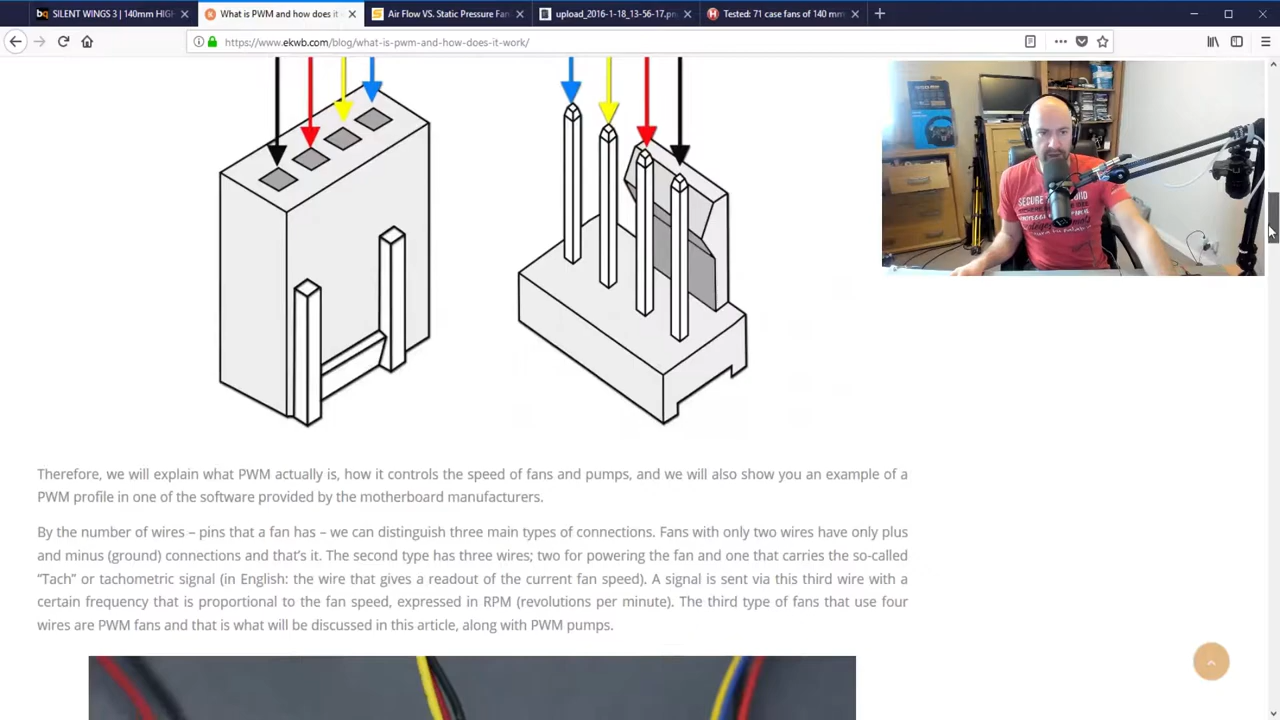 SILENT WINGS 3 | 140mm HIGH
What is PWM and how does it
Air Flow VS. Static Pressure Fan
upload_2016-1-18_13-56-17.pn
Tested: 71 case fans of 140 mm
https://www.ekwb.com/blog/what-is-pwm-and-how-does-it-work/
Therefore, we will explain what PWM actually is, how it controls the speed of fans and pumps, and we will also show you an example of a
PWM profile in one of the software provided by the motherboard manufacturers.
By the number of wires – pins that a fan has – we can distinguish three main types of connections. Fans with only two wires have only plus
and minus (ground) connections and that's it. The second type has three wires; two for powering the fan and one that carries the so-called
“Tach” or tachometric signal (in English: the wire that gives a readout of the current fan speed). A signal is sent via this third wire with a
certain frequency that is proportional to the fan speed, expressed in RPM (revolutions per minute). The third type of fans that use four
wires are PWM fans and that is what will be discussed in this article, along with PWM pumps.